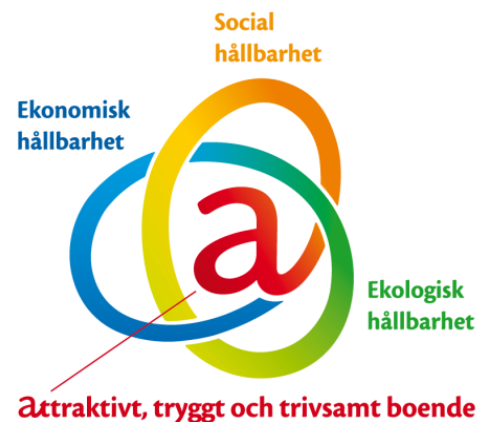 Social
hållbarhet
Ekonomisk
hållbarhet
a
Ekologisk
hållbarhet
attraktivt, tryggt och trivsamt boende